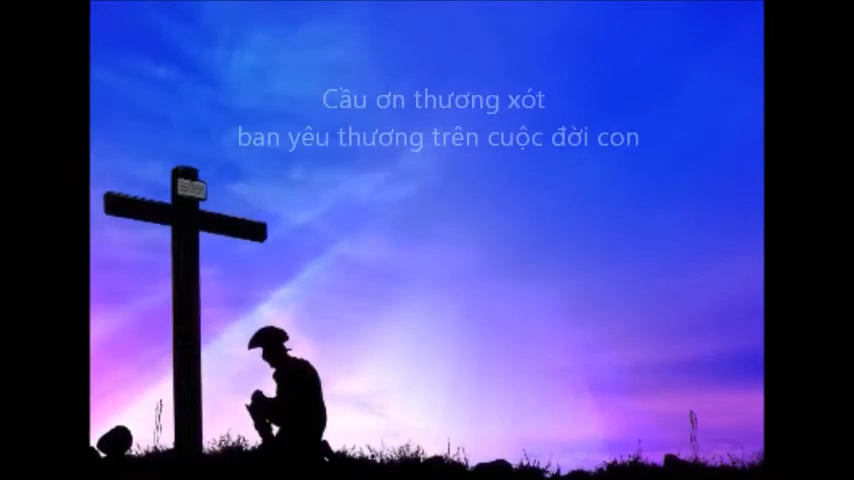 Cầu ơn thương xót
ban yêu thương trên cuộc đời con